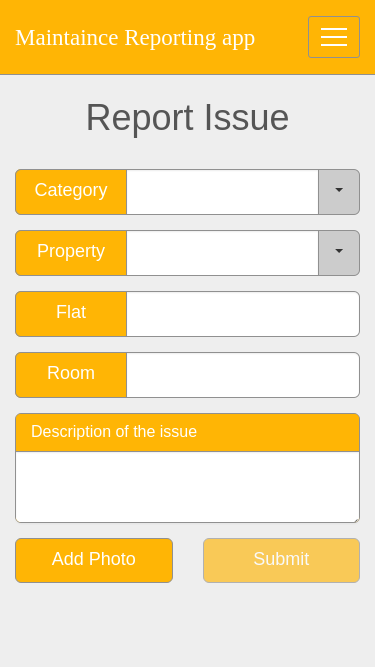 Maintaince Reporting app
Report Issue
Category
Property
Flat
Room
Description of the issue
Add Photo
Submit